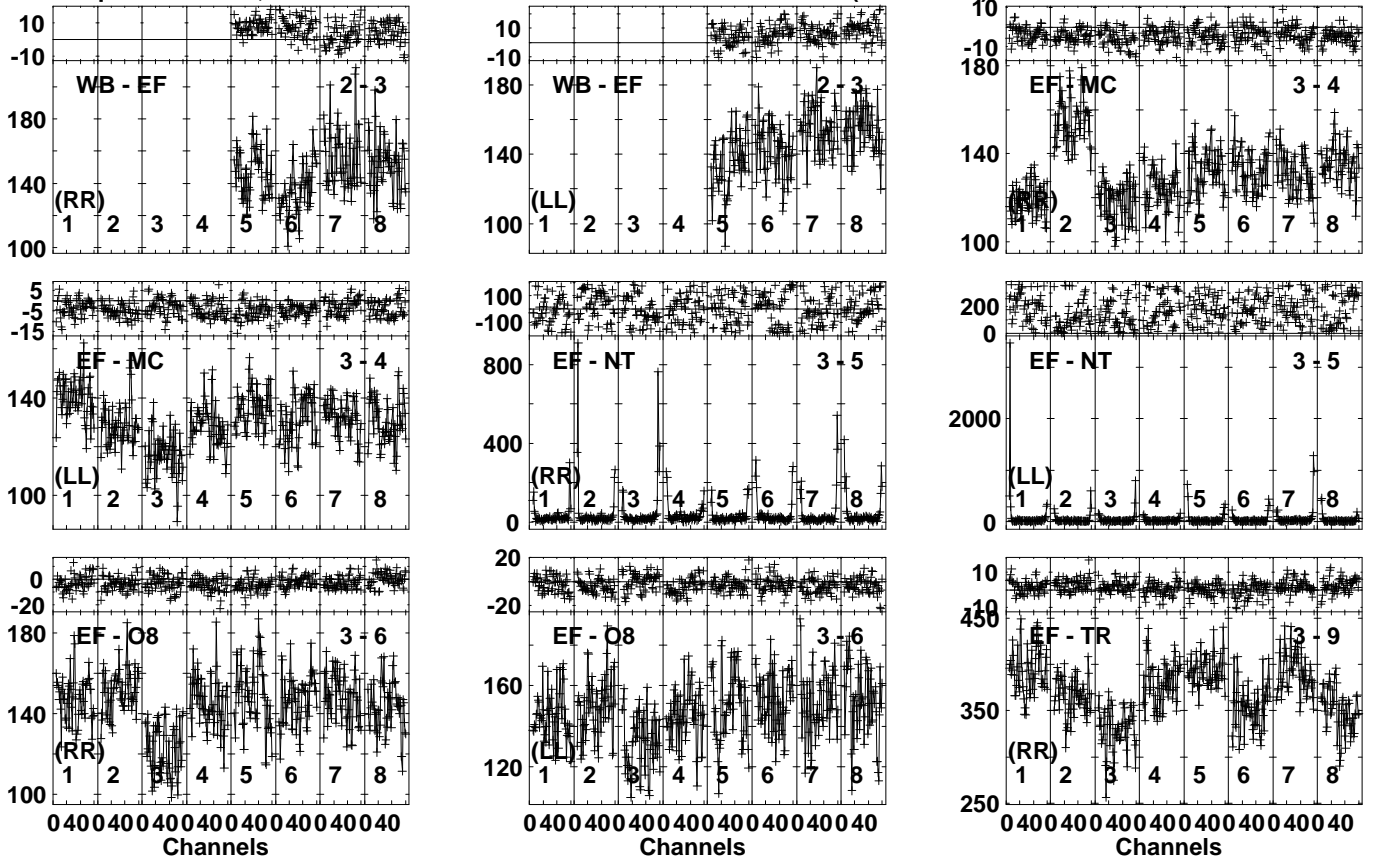 10 10 10
-10 -10 -10
WB - EF 2 - 3 WB - EF 2 - 3 180 EF - MC 3 - 4
180 180
140 140 140
(RR) (LL) (RR)
1 2 3 4 5 6 7 8 1 2 3 4 5 6 7 8 1 2 3 4 5 6 7 8
100 100 100
5 100 200
-5 -100 0
-15
EF - MC 3 - 4 EF - NT 3 - 5 EF - NT 3 - 5
140 800 2000
400
(LL) (RR) (LL)
100 1 2 3 4 5 6 7 8 1 2 3 4 5 6 7 8 1 2 3 4 5 6 7 8
0 0
0 20 10
-20 -20 -10
450
180 EF - O8 3 - 6 EF - O8 3 - 6 EF - TR 3 - 9
140 160 350
(RR) (LL) (RR)
1 2 3 4 5 6 7 8 120 1 2 3 4 5 6 7 8 1 2 3 4 5 6 7 8
100 250
0 40 0 40 0 40 0 40 0 40 0 40 0 40 0 40 0 40 0 40 0 40 0 40 0 40 0 40 0 40 0 40 0 40 0 40 0 40 0 40 0 40 0 40 0 40 0 40
Channels Channels Channels